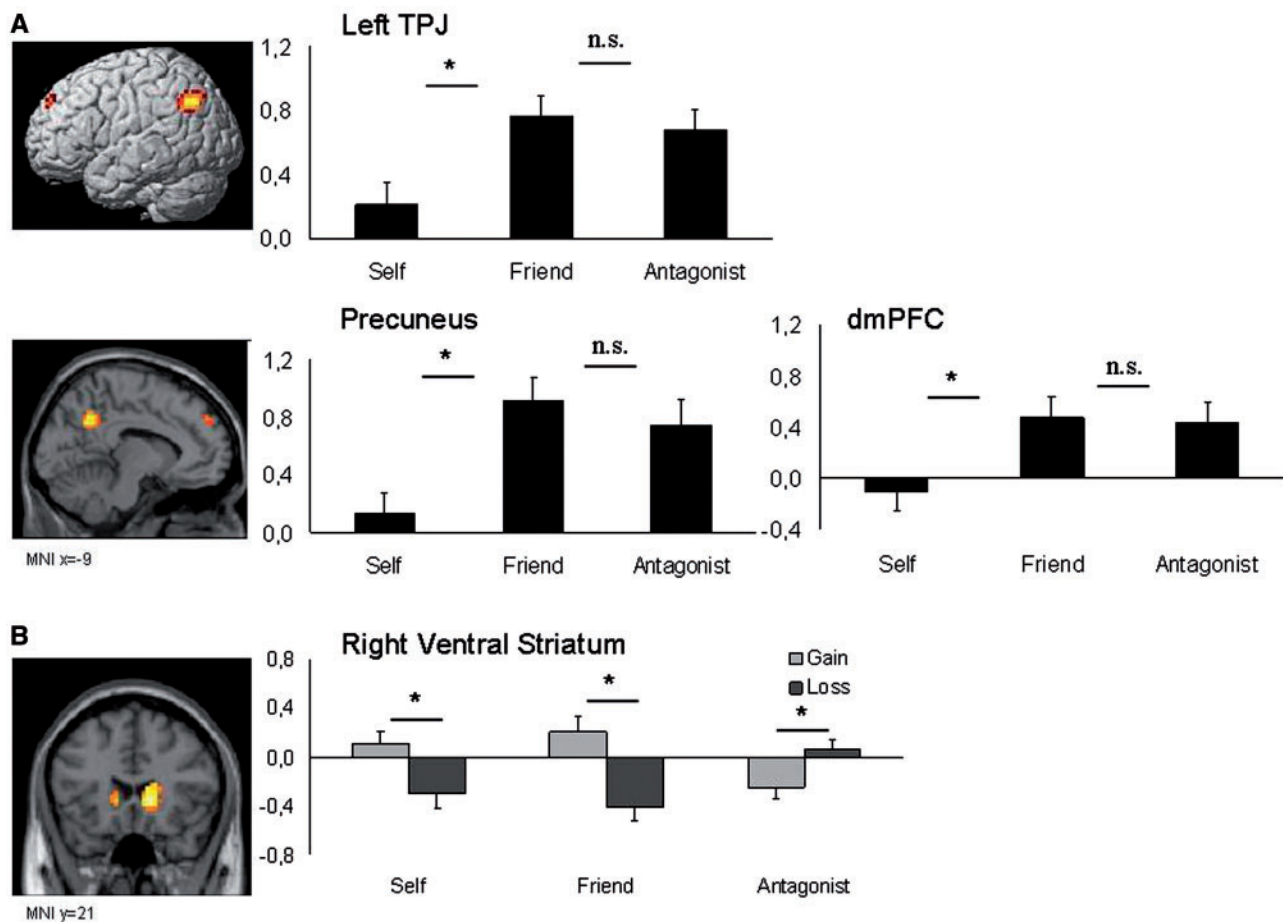 A
Left TPJ
1,2
0,8
0,4
0,0
*
n.s.
Self Friend Antagonist
Precuneus
1,2
0,8
0,4
0,0
*
n.s.
Self Friend Antagonist
MNI x=-9
dmPFC
1,2
0,8
0,4
0,0
-0,4
*
n.s.
Self Friend Antagonist
B
Right Ventral Striatum
0,8
0,4
0,0
-0,4
-0,8
Gain
Loss
*
*
*
Self Friend Antagonist
MNI y=21